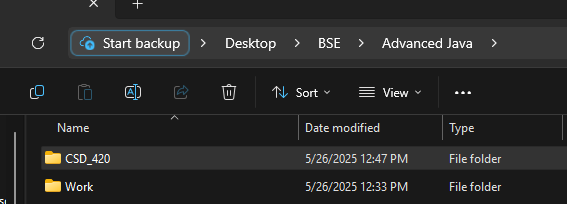 Start backup > Desktop > BSE > Advanced Java >
Sort View
Name Date modified Type
CSD_420 5/26/2025 12:47 PM File folder
Work 5/26/2025 12:33 PM File folder